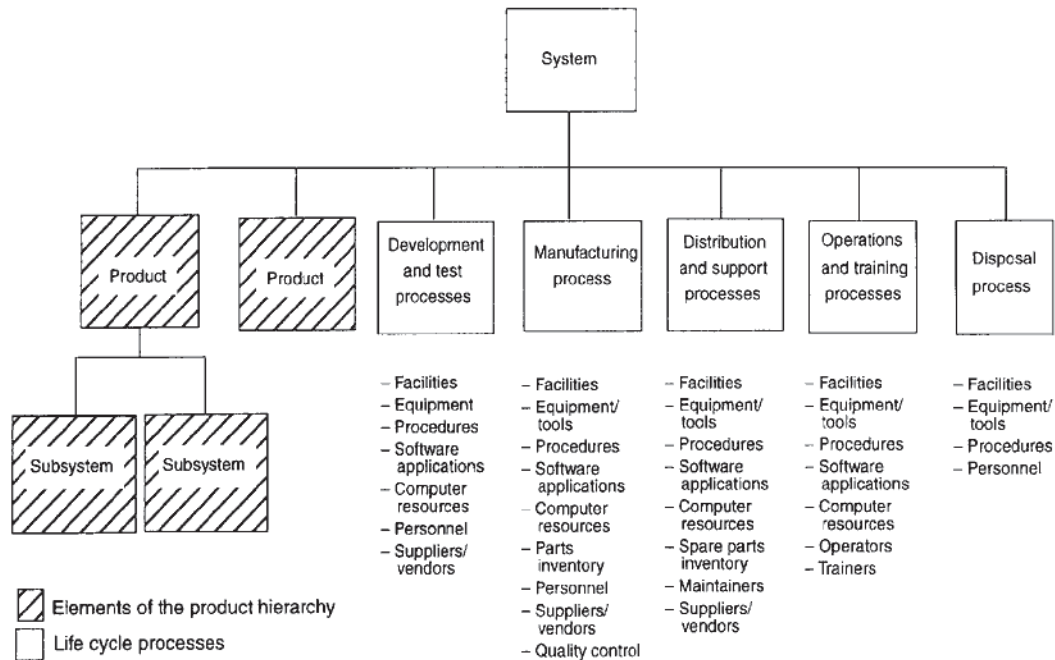 System
Product
Product
Development
and test
processes
Manufacturing
process
Distribution
and support
processes
Operations
and training
processes
Disposal
process
Subsystem
Subsystem
– Facilities
– Equipment
– Procedures
– Software
applications
– Computer
resources
– Personnel
– Suppliers/
vendors
– Facilities
– Equipment/
tools
– Procedures
– Software
applications
– Computer
resources
– Parts
inventory
– Personnel
– Suppliers/
vendors
– Quality control
– Facilities
– Equipment/
tools
– Procedures
– Software
applications
– Computer
resources
– Spare parts
inventory
– Maintainers
– Suppliers/
vendors
– Facilities
– Equipment/
tools
– Procedures
– Software
applications
– Computer
resources
– Operators
– Trainers
– Facilities
– Equipment/
tools
– Procedures
– Personnel
Elements of the product hierarchy
Life cycle processes